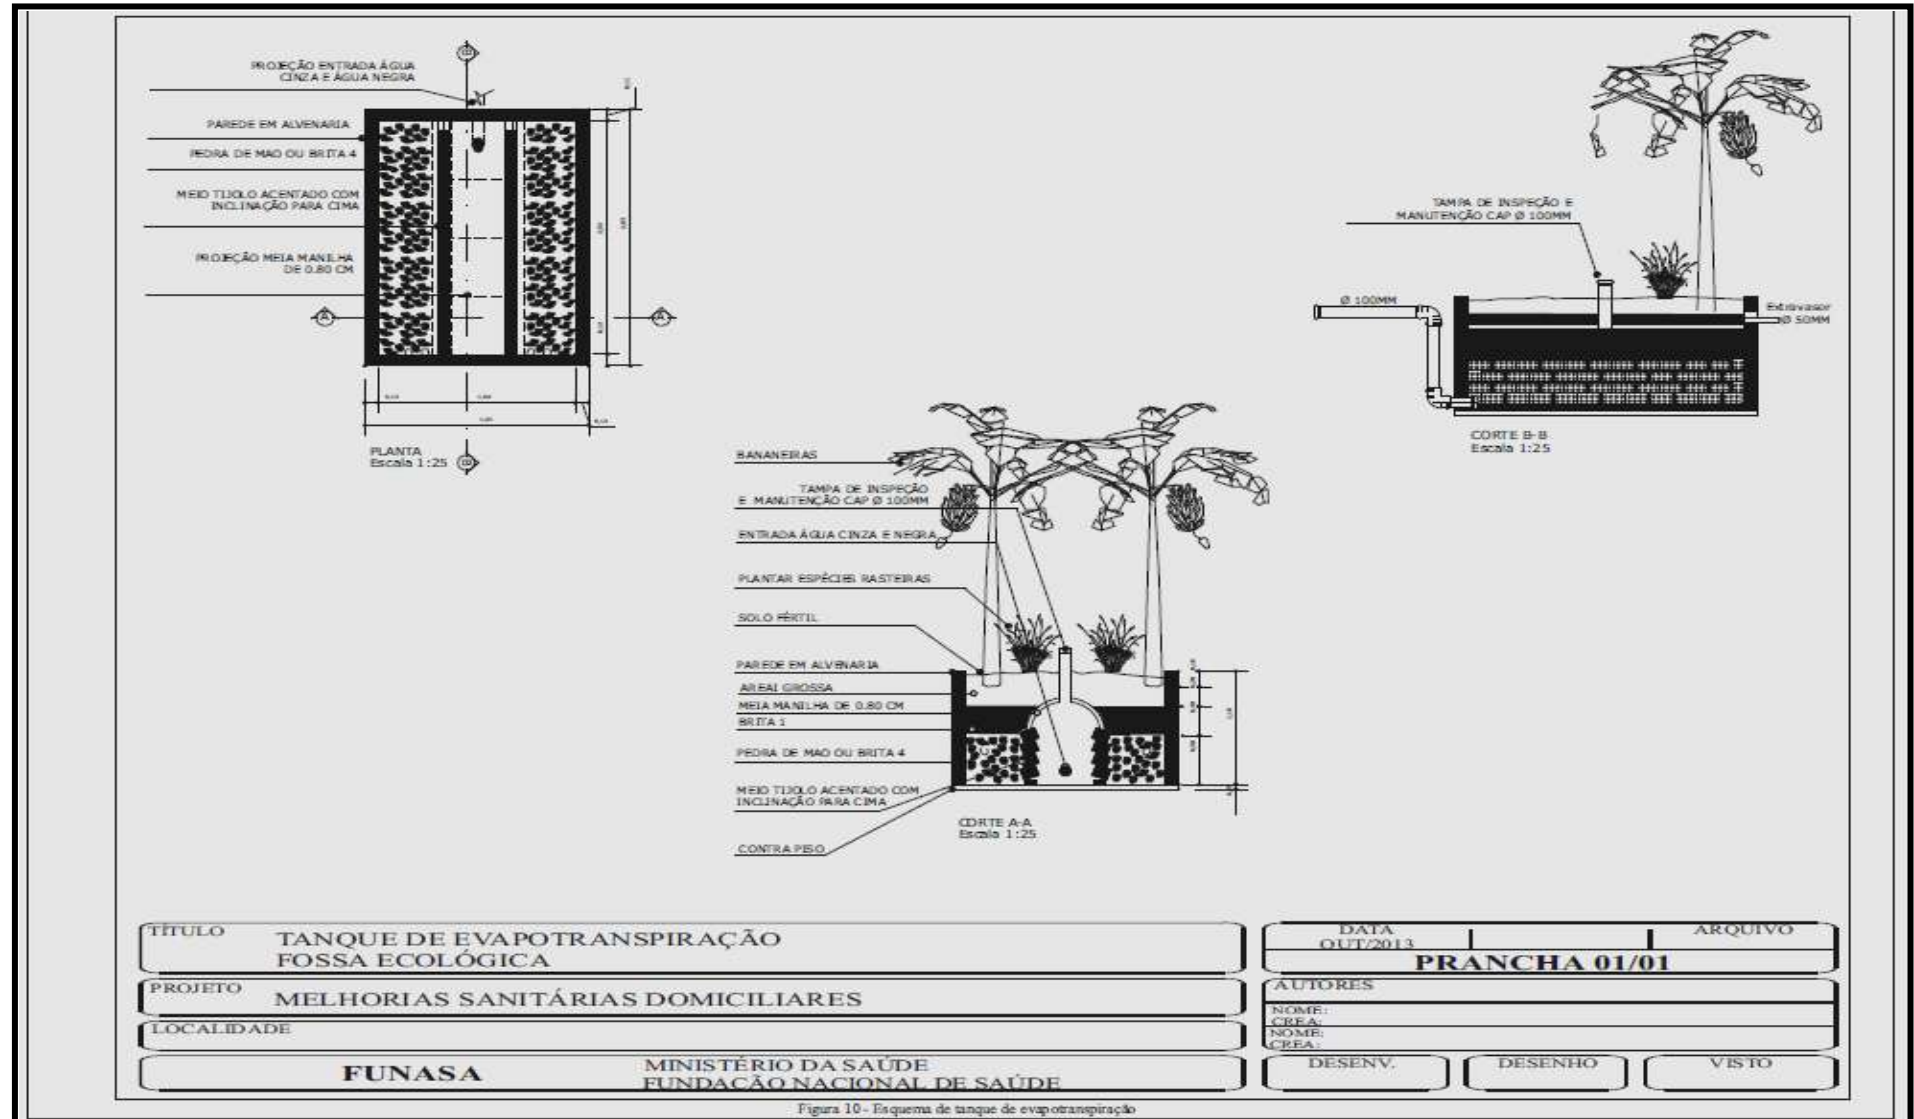 PROJEÇÃO ENTRADA ÁGUA
CINZA E ÁGUA NEGRA
PAREDE EM ALVENARIA
PEDRA DE MAO OU BRITA 4
MEIO TIJOLO ACENTADO COM
INCLINAÇÃO PARA CIMA
PROJEÇÃO MEIA MANILHA
DE 0.80 CM
B
A
A
PLANTA
Escala 1:25
B
TAMPA DE INSPEÇÃO E
MANUTENÇÃO CAP Ø 100MM
Ø 100MM
Extravasor
Ø 50MM
CORTE B-B
Escala 1:25
BANANEIRAS
TAMPA DE INSPEÇÃO
E MANUTENÇÃO CAP Ø 100MM
ENTRADA ÁGUA CINZA E NEGRA
PLANTAR ESPÉCIES RASTEIRAS
SOLO FÉRTIL
PAREDE EM ALVENARIA
AREAI GROSSA
MEIA MANILHA DE 0.80 CM
BRITA 1
PEDRA DE MAO OU BRITA 4
MEIO TIJOLO ACENTADO COM
INCLINAÇÃO PARA CIMA
CONTRA PISO
CORTE A-A
Escala 1:25
TÍTULO
TANQUE DE EVAPOTRANSPIRAÇÃO
FOSSA ECOLÓGICA
PROJETO
MELHORIAS SANITÁRIAS DOMICILIARES
LOCALIDADE
FUNASA
MINISTÉRIO DA SAÚDE
FUNDACÃO NACIONAL DE SAÚDE
DATA
OUT/2013
ARQUIVO
PRANCHA 01/01
AUTORES
NOME:
CREA:
NOME:
CREA:
DESENV.
DESENHO
VISTO
Figura 10- Esquema de tanque de evapotranspiração